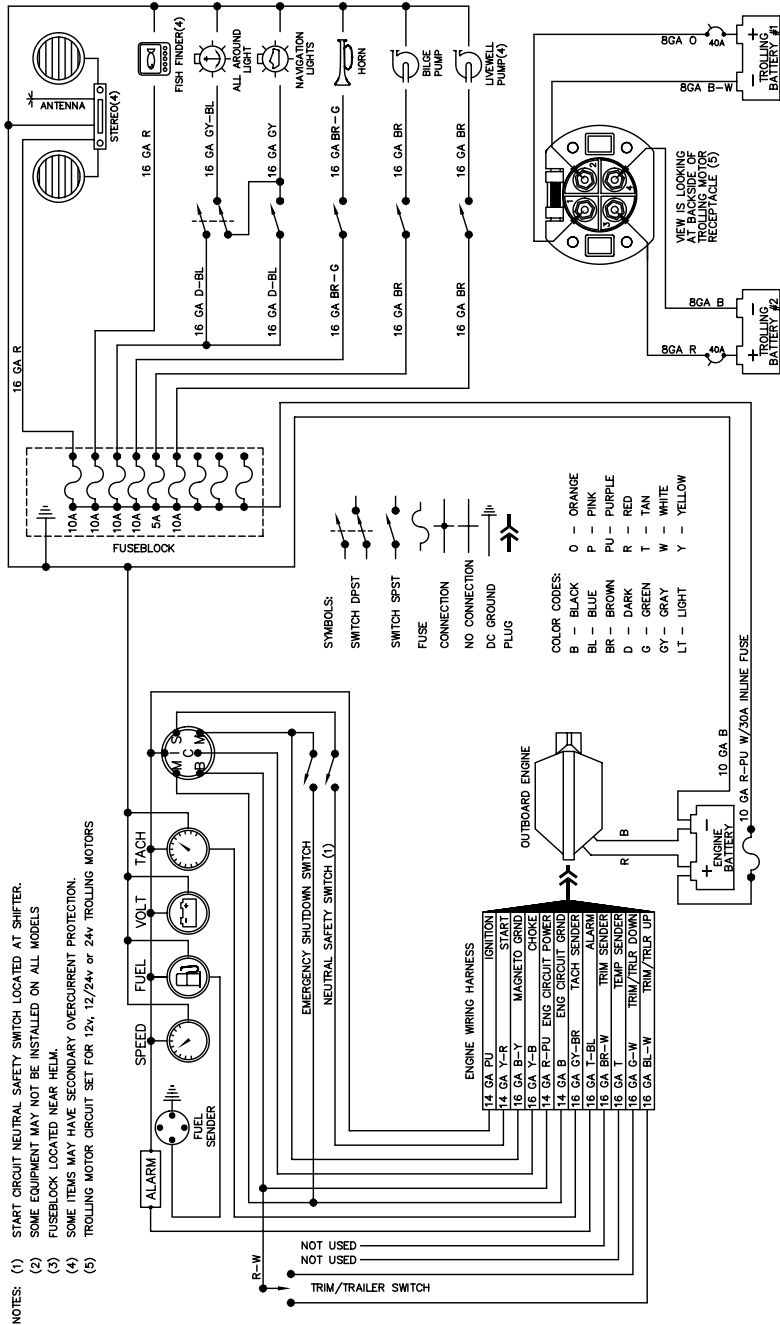 NOTES: (1) START CIRCUIT NEUTRAL SAFETY SWITCH LOCATED AT SHIFTER.
(2) SOME EQUIPMENT MAY NOT BE INSTALLED ON ALL MODELS
(3) FUSEBLOCK LOCATED NEAR HELM.
(4) SOME ITEMS MAY HAVE SECONDARY OVERCURRENT PROTECTION.
(5) TROLLING MOTOR CIRCUIT SET FOR 12v, 12/24v or 24v TROLLING MOTORS
ALARM
FUEL
SENDER
SPEED
FUEL
VOLT
TACH
M I S
B C M
EMERGENCY SHUTDOWN SWITCH
NEUTRAL SAFETY SWITCH (1)
R-W
NOT USED
NOT USED
TRIM/TRAILER SWITCH
ENGINE WIRING HARNESS
14 GA PU IGNITION
14 GA Y-R START
16 GA B-Y MAGNETO GRND
16 GA Y-B CHOKE
14 GA R-PU ENG CIRCUIT POWER
14 GA B ENG CIRCUIT GRND
16 GA GY-BR TACH SENDER
16 GA T-BL ALARM
16 GA BR-W TRIM SENDER
16 GA T TEMP SENDER
16 GA G-W TRIM/TRLR DOWN
16 GA BL-W TRIM/TRLR UP
OUTBOARD ENGINE
R
B
+ -
ENGINE
BATTERY
10 GA B
10 GA R-PU W/30A INLINE FUSE
SYMBOLS:
SWITCH DPST
SWITCH SPST
FUSE
CONNECTION
NO CONNECTION
DC GROUND
PLUG
COLOR CODES:
B - BLACK O - ORANGE
BL - BLUE P - PINK
BR - BROWN PU - PURPLE
D - DARK R - RED
G - GREEN T - TAN
GY - GRAY W - WHITE
LT - LIGHT Y - YELLOW
FUSEBLOCK
10A
10A
10A
10A
5A
10A
16 GA R
ANTENNA
STEREO(4)
16 GA R
FISH FINDER(4)
16 GA D-BL
16 GA GY-BL
ALL AROUND
LIGHT
16 GA D-BL
16 GA GY
NAVIGATION
LIGHTS
16 GA BR-G
16 GA BR-G
HORN
16 GA BR
16 GA BR
BILGE
PUMP
16 GA BR
16 GA BR
LIVEWELL
PUMP(4)
VIEW IS LOOKING
AT BACKSIDE OF
TROLLING MOTOR
RECEPTACLE (5)
1
2
3
4
8GA O
40A
8GA B-W
+ -
TROLLING
BATTERY #1
8GA B
8GA R
40A
+ -
TROLLING
BATTERY #2